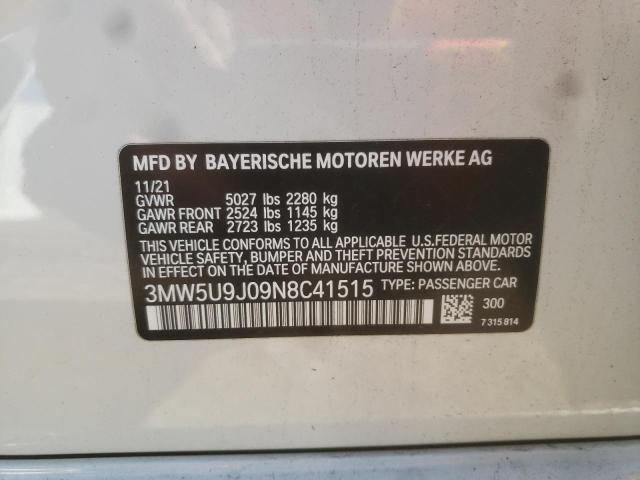 MFD BY BAYERISCHE MOTOREN WERKE AG
11/21
GVWR 5027 lbs 2280 kg
GAWR FRONT 2524 lbs 1145 kg
GAWR REAR 2723 lbs 1235 kg
THIS VEHICLE CONFORMS TO ALL APPLICABLE U.S.FEDERAL MOTOR
VEHICLE SAFETY, BUMPER AND THEFT PREVENTION STANDARDS
IN EFFECT ON THE DATE OF MANUFACTURE SHOWN ABOVE.
3MW5U9J09N8C41515 TYPE: PASSENGER CAR
300
7 315 814